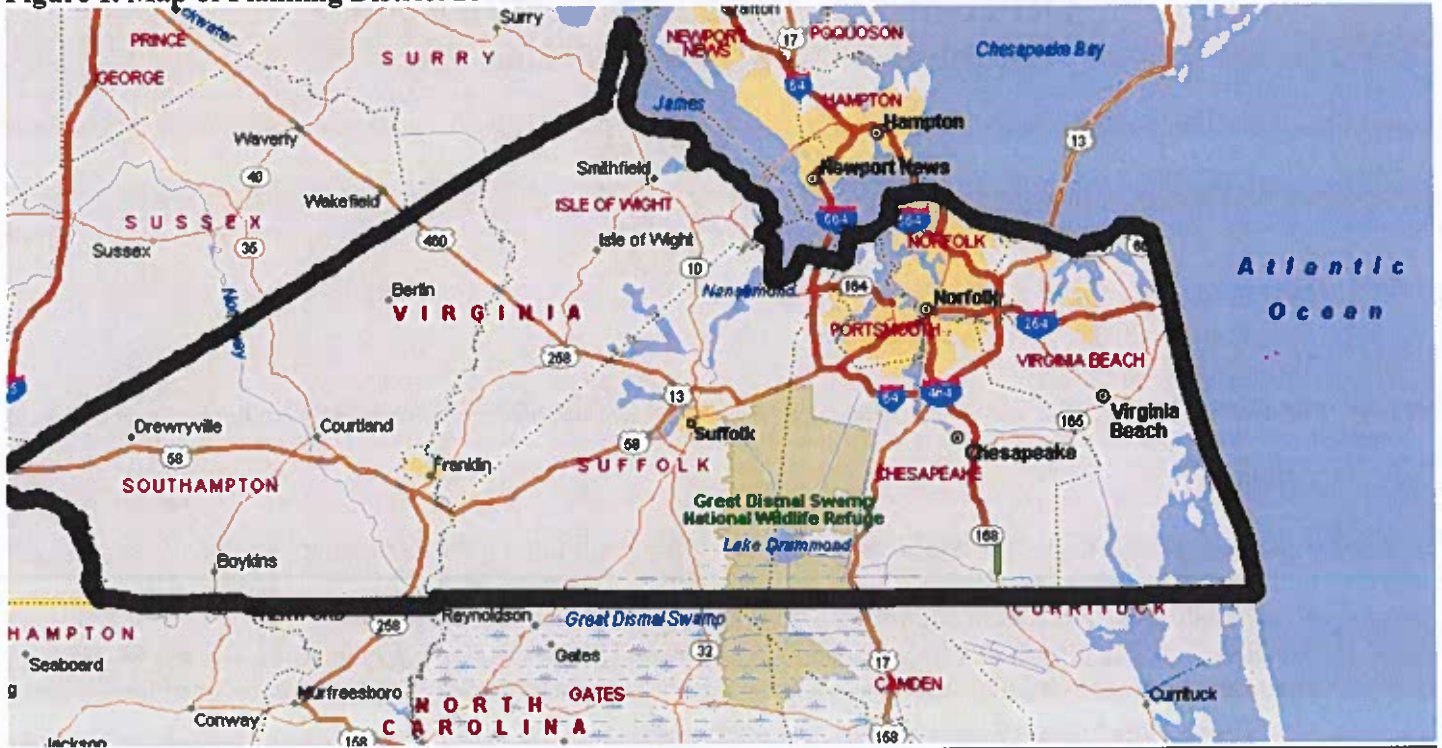 Surry
PRINCE
GEORGE
SURRY
NEWPORT
NEWS
17
POQUOSON
Chesapeake Bay
64
HAMPTON
James
Hampton
13
Waverly
Smithfield
Newport News
40
Wakefield
ISLE OF WIGHT
664
SUSSEX
Sussex
35
460
Isle of Wight
NORFOLK
10
Atlantic
Ocean
Berlin
Nansemond
164
Norfolk
VIRGINIA
PORTSMOUTH
264
258
VIRGINIA BEACH
13
64
464
Virginia
Beach
165
Drewryville
Courtland
58
Suffolk
Chesapeake
58
Franklin
SUFFOLK
CHESAPEAKE
SOUTHAMPTON
Great Dismal Swamp
National Wildlife Refuge
168
Lake Drummond
Boykins
CURRITUCK
Reynoldson
Great Dismal Swamp
HAMPTON
258
32
Seaboard
Gates
17
CAMDEN
Murfreesboro
GATES
Currituck
Conway
NORTH
CAROLINA
158
168
Jackson